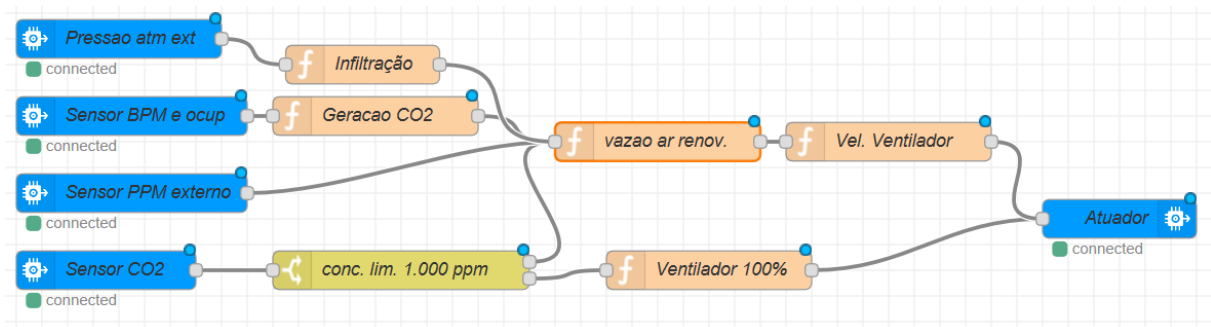 Pressao atm ext
connected
Infiltração
Sensor BPM e ocup
connected
Geracao CO2
vazao ar renov.
Vel. Ventilador
Sensor PPM externo
connected
Atuador
connected
Sensor CO2
connected
conc. lim. 1.000 ppm
Ventilador 100%